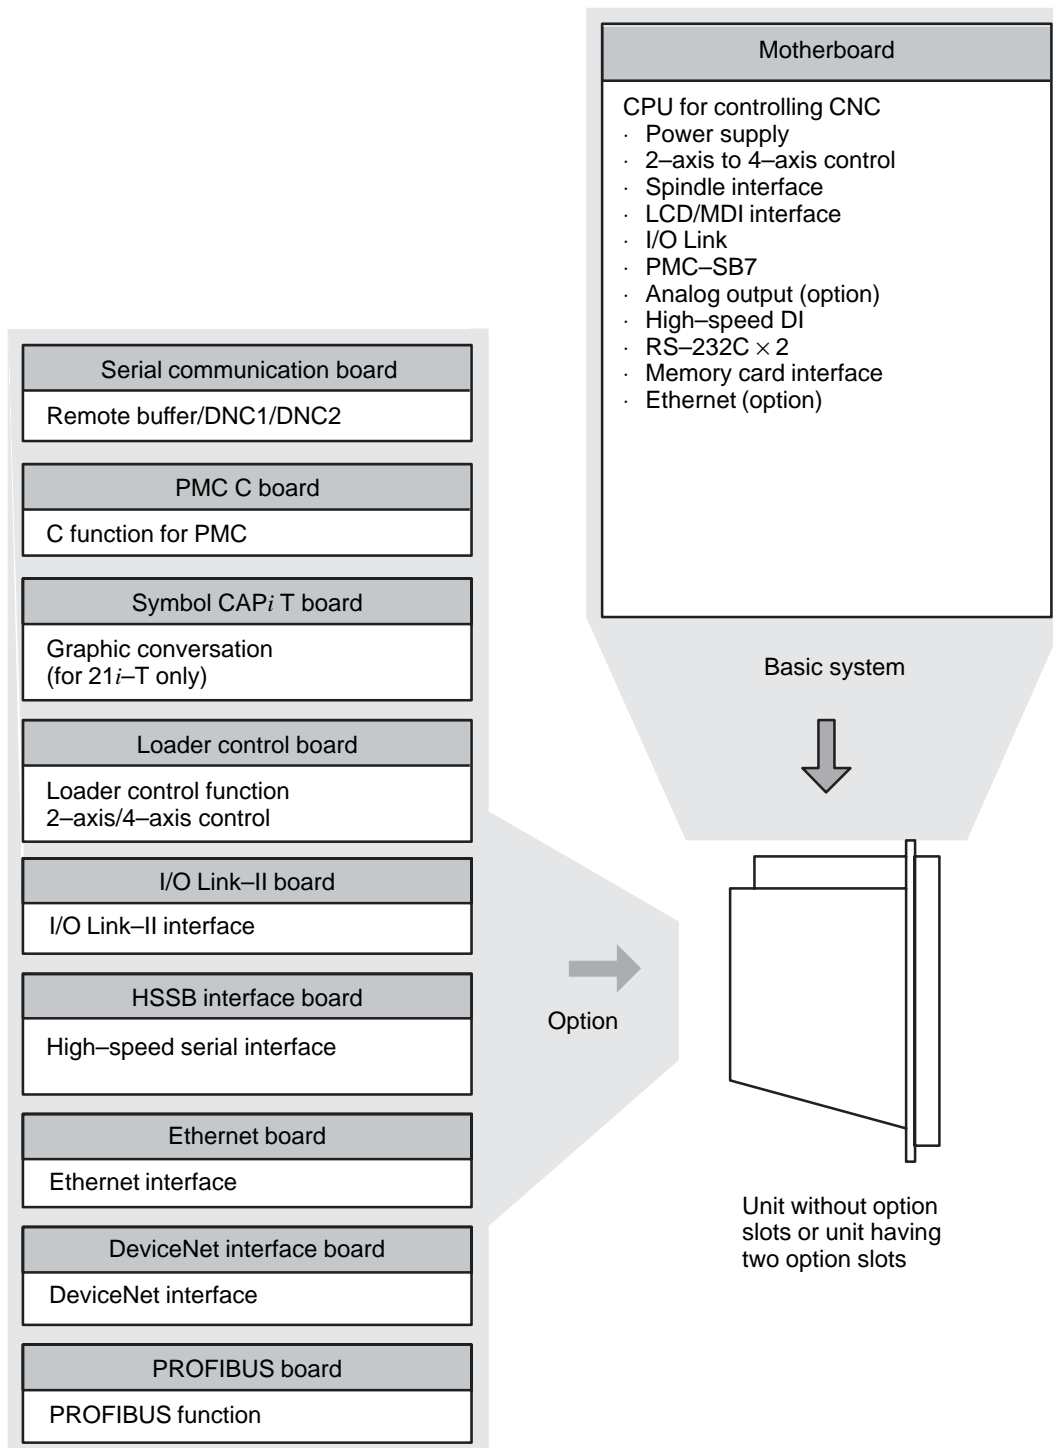 Motherboard
CPU for controlling CNC
· Power supply
· 2–axis to 4–axis control
· Spindle interface
· LCD/MDI interface
· I/O Link
· PMC–SB7
· Analog output (option)
· High–speed DI
· RS–232C × 2
· Memory card interface
· Ethernet (option)
Basic system
Serial communication board
Remote buffer/DNC1/DNC2
PMC C board
C function for PMC
Symbol CAPi T board
Graphic conversation
(for 21i–T only)
Loader control board
Loader control function
2–axis/4–axis control
I/O Link–II board
I/O Link–II interface
HSSB interface board
High–speed serial interface
Ethernet board
Ethernet interface
DeviceNet interface board
DeviceNet interface
PROFIBUS board
PROFIBUS function
Option
Unit without option
slots or unit having
two option slots